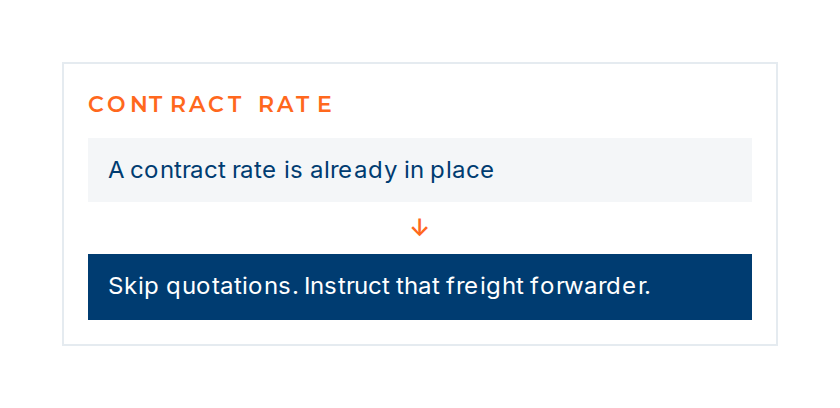 CONTRACT RATE
A contract rate is already in place
Skip quotations. Instruct that freight forwarder.